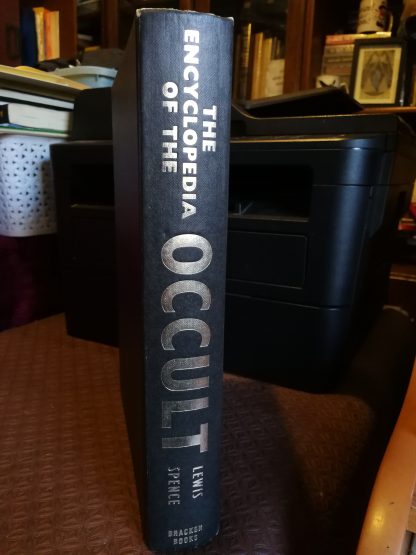 THE
ENCYCLOPEDIA
OF THE
OCCULT
LEWIS
SPENCE
BRACKEN
BOOKS